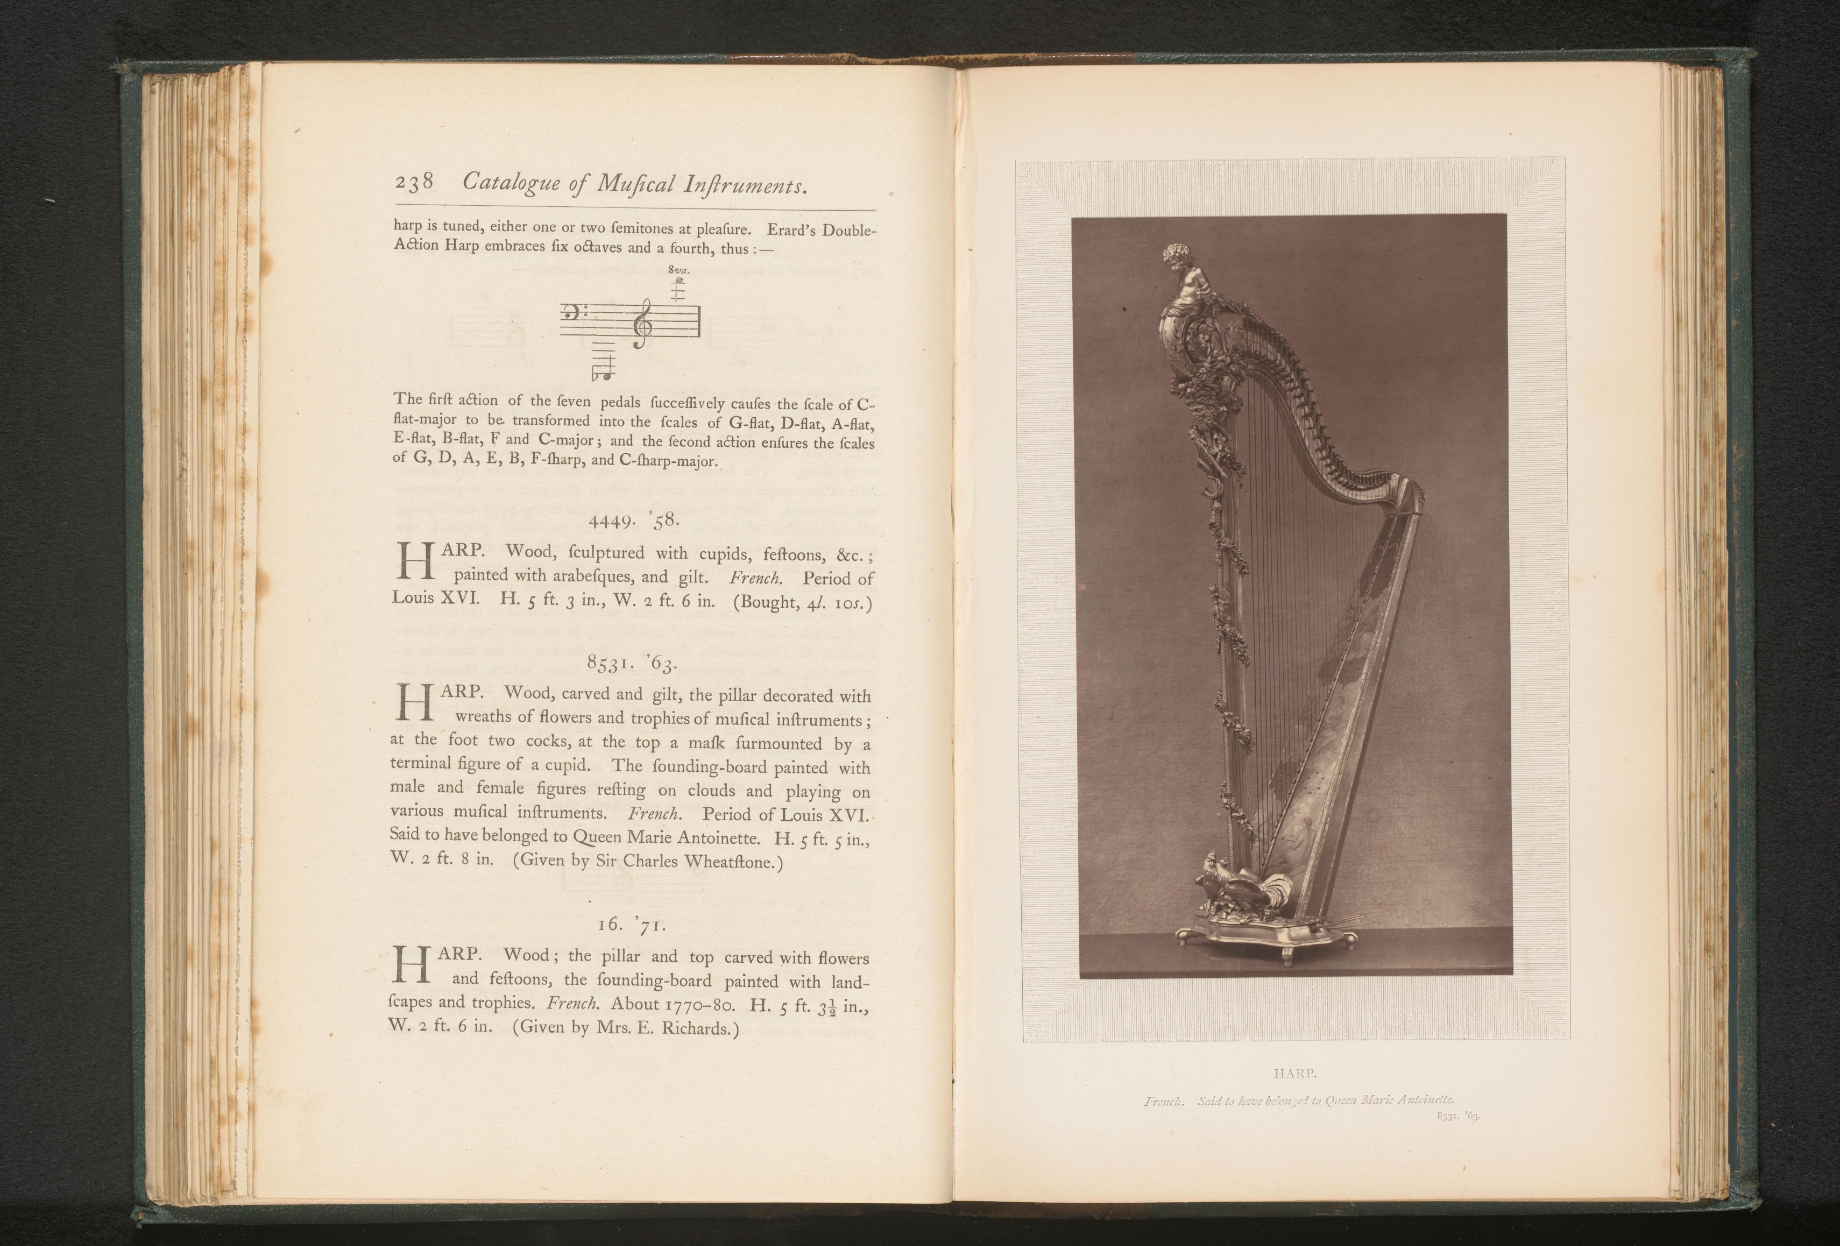 238 Catalogue of Muſical Inſtruments.
harp is tuned, either one or two ſemitones at pleaſure. Erard's Double-
Action Harp embraces ſix octaves and a fourth, thus :—
8va.
The firſt action of the ſeven pedals ſucceſſively cauſes the ſcale of C-
flat-major to be transformed into the ſcales of G-flat, D-flat, A-flat,
E-flat, B-flat, F and C-major; and the ſecond action enſures the ſcales
of G, D, A, E, B, F-ſharp, and C-ſharp-major.
4449. '58.
HARP. Wood, ſculptured with cupids, feſtoons, &c.;
painted with arabeſques, and gilt. French. Period of
Louis XVI. H. 5 ft. 3 in., W. 2 ft. 6 in. (Bought, 4l. 10s.)
8531. '63.
HARP. Wood, carved and gilt, the pillar decorated with
wreaths of flowers and trophies of muſical inſtruments;
at the foot two cocks, at the top a maſk ſurmounted by a
terminal figure of a cupid. The ſounding-board painted with
male and female figures reſting on clouds and playing on
various muſical inſtruments. French. Period of Louis XVI.
Said to have belonged to Queen Marie Antoinette. H. 5 ft. 5 in.,
W. 2 ft. 8 in. (Given by Sir Charles Wheatſtone.)
16. '71.
HARP. Wood; the pillar and top carved with flowers
and feſtoons, the ſounding-board painted with land-
ſcapes and trophies. French. About 1770–80. H. 5 ft. 3½ in.,
W. 2 ft. 6 in. (Given by Mrs. E. Richards.)
HARP.
French. Said to have belonged to Queen Marie Antoinette.
8531. '63.